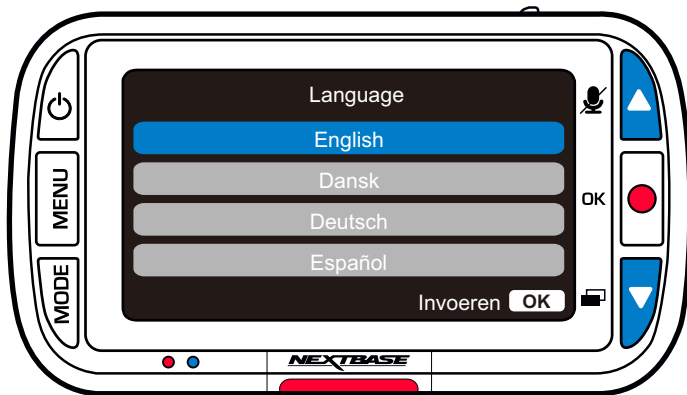 Language
English
Dansk
Deutsch
Español
Invoeren OK
MENU
MODE
OK
NEXTBASE